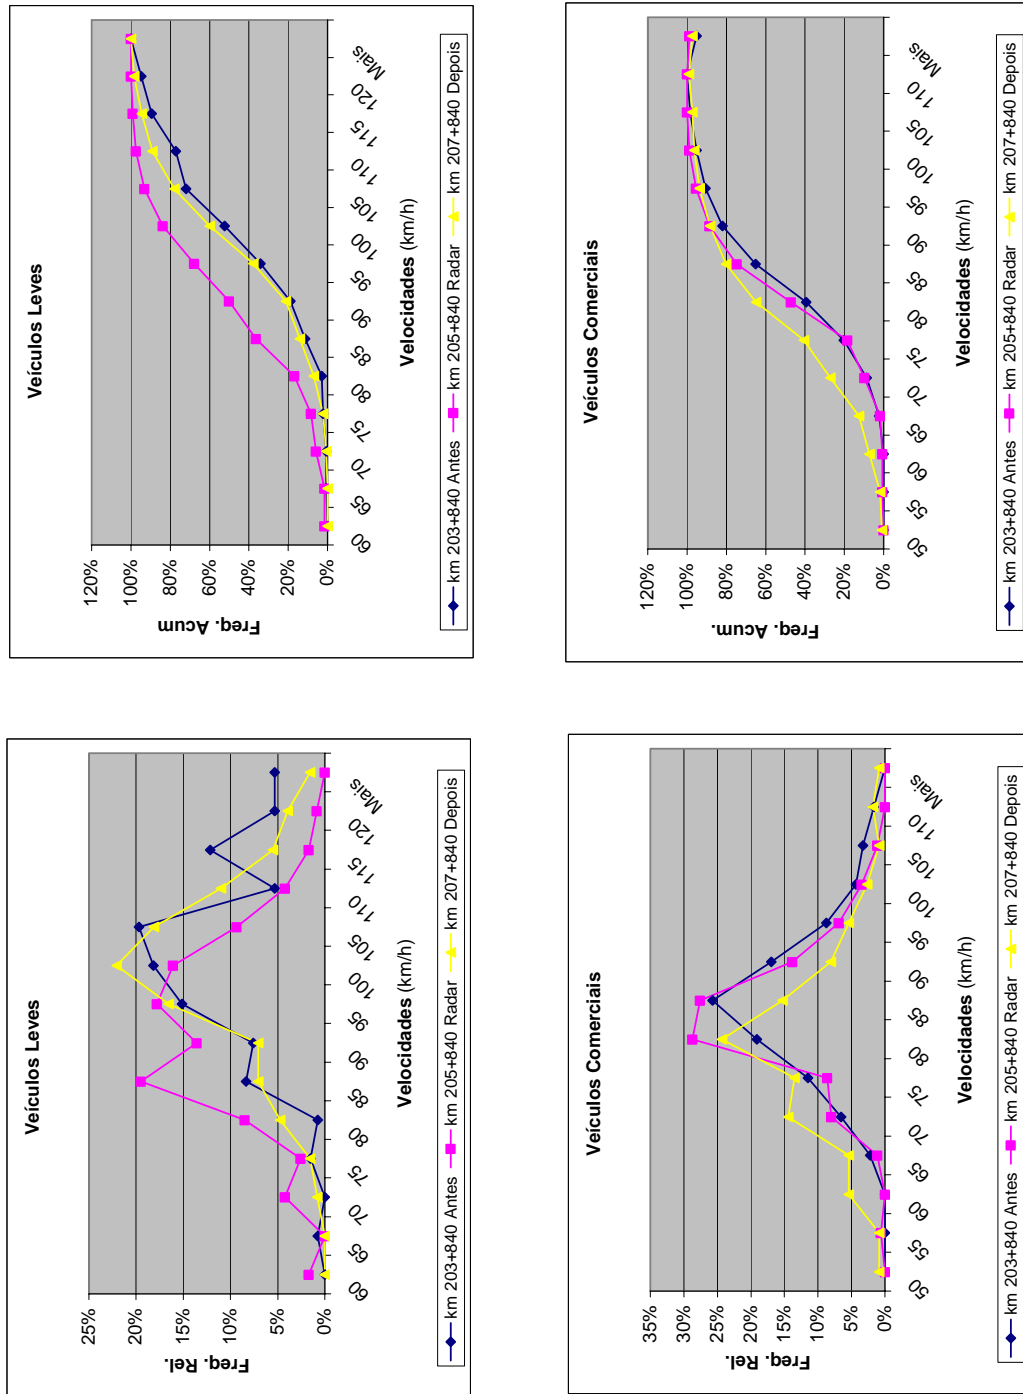 Veículos Leves
25%
20%
15%
10%
5%
0%
Freq. Rel.
60 65 70 75 80 85 90 95 100 105 110 115 120 Mais
Velocidades (km/h)
km 203+840 Antes km 205+840 Radar km 207+840 Depois
Veículos Leves
120%
100%
80%
60%
40%
20%
0%
Freq. Acum
60 65 70 75 80 85 90 95 100 105 110 115 120 Mais
Velocidades (km/h)
km 203+840 Antes km 205+840 Radar km 207+840 Depois
Veículos Comerciais
35%
30%
25%
20%
15%
10%
5%
0%
Freq. Rel.
50 55 60 65 70 75 80 85 90 95 100 105 110 Mais
Velocidades (km/h)
km 203+840 Antes km 205+840 Radar km 207+840 Depois
Veículos Comerciais
120%
100%
80%
60%
40%
20%
0%
Freq. Acum.
50 55 60 65 70 75 80 85 90 95 100 105 110 Mais
Velocidades (km/h)
km 203+840 Antes km 205+840 Radar km 207+840 Depois